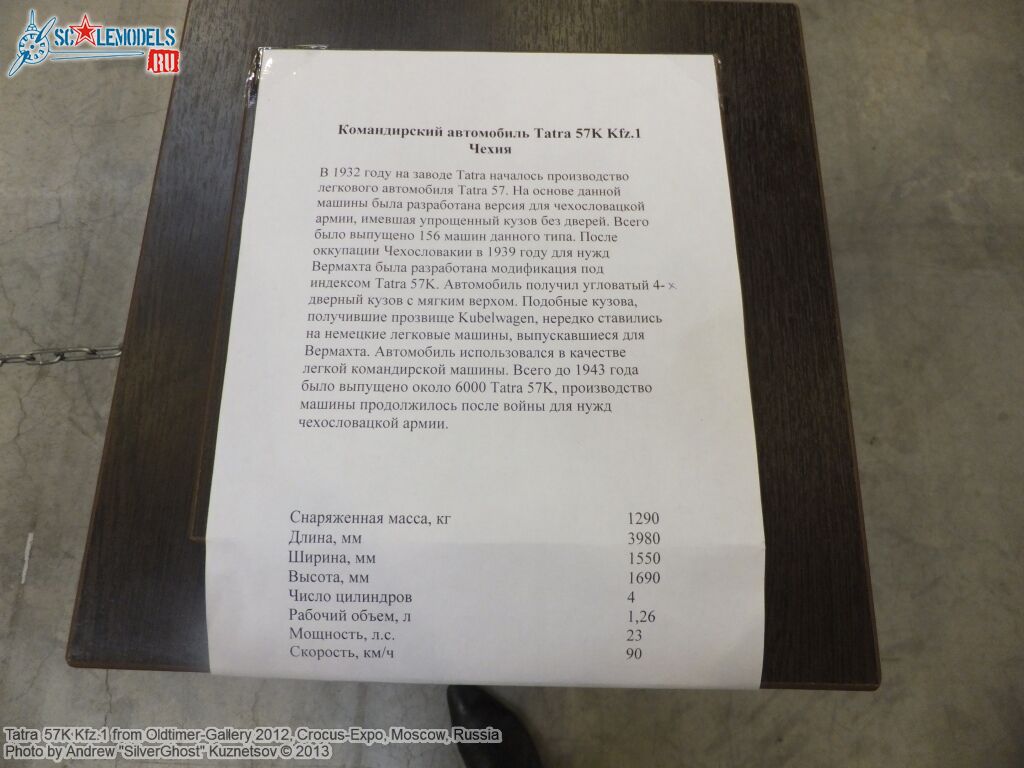 SCALEMODELS
RU
Командирский автомобиль Tatra 57K Kfz.1
Чехия
В 1932 году на заводе Tatra началось производство
легкового автомобиля Tatra 57. На основе данной
машины была разработана версия для чехословацкой
армии, имевшая упрощенный кузов без дверей. Всего
было выпущено 156 машин данного типа. После
оккупации Чехословакии в 1939 году для нужд
Вермахта была разработана модификация под
индексом Tatra 57K. Автомобиль получил угловатый 4-х
дверный кузов с мягким верхом. Подобные кузова,
получившие прозвище Kubelwagen, нередко ставились
на немецкие легковые машины, выпускавшиеся для
Вермахта. Автомобиль использовался в качестве
легкой командирской машины. Всего до 1943 года
было выпущено около 6000 Tatra 57K, производство
машины продолжилось после войны для нужд
чехословацкой армии.
Снаряженная масса, кг 1290
Длина, мм 3980
Ширина, мм 1550
Высота, мм 1690
Число цилиндров 4
Рабочий объем, л 1,26
Мощность, л.с. 23
Скорость, км/ч 90
Tatra 57K Kfz.1 from Oldtimer-Gallery 2012, Crocus-Expo, Moscow, Russia
Photo by Andrew "SilverGhost" Kuznetsov © 2013